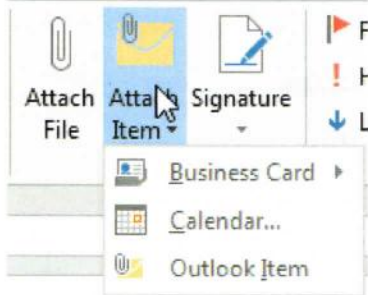 Attach File
Attach Item
Signature
F
H
L
Business Card
Calendar...
Outlook Item